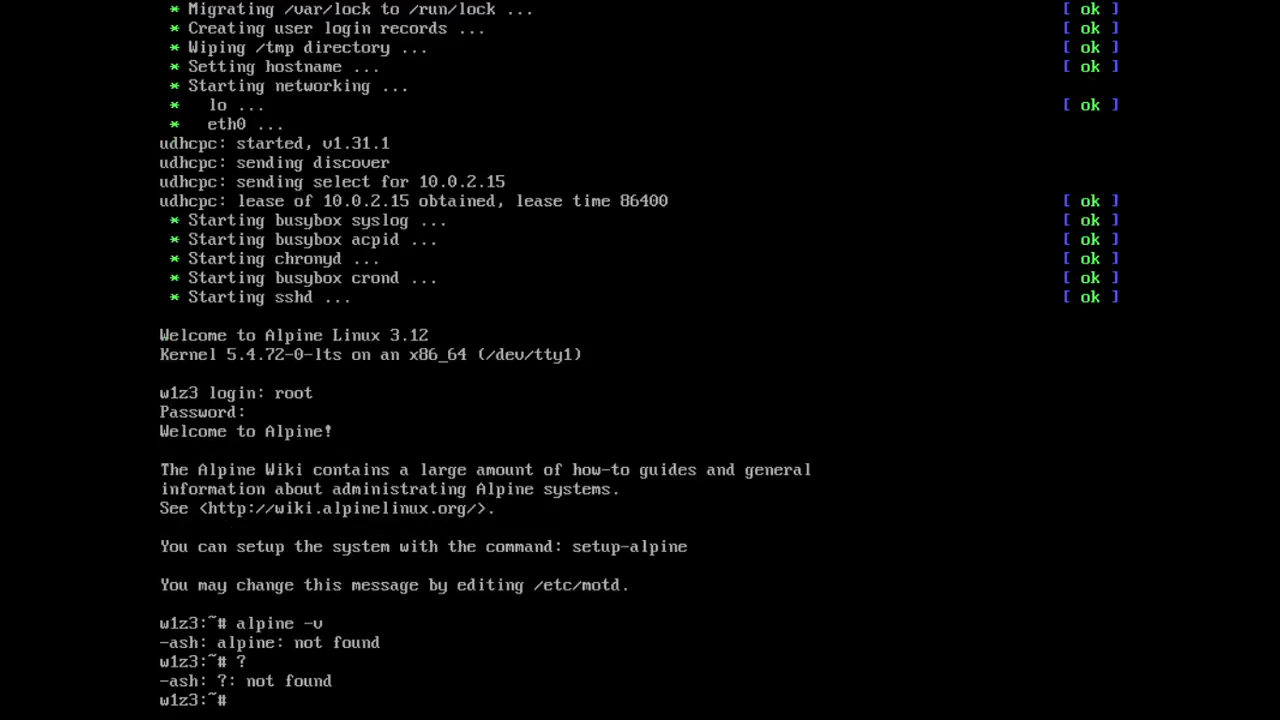 * Migrating /var/lock to /run/lock ... [ ok ]
* Creating user login records ... [ ok ]
* Wiping /tmp directory ... [ ok ]
* Setting hostname ... [ ok ]
* Starting networking ...
*   lo ... [ ok ]
*   eth0 ...
udhcpc: started, v1.31.1
udhcpc: sending discover
udhcpc: sending select for 10.0.2.15
udhcpc: lease of 10.0.2.15 obtained, lease time 86400 [ ok ]
* Starting busybox syslog ... [ ok ]
* Starting busybox acpid ... [ ok ]
* Starting chronyd ... [ ok ]
* Starting busybox crond ... [ ok ]
* Starting sshd ... [ ok ]
Welcome to Alpine Linux 3.12
Kernel 5.4.72-0-lts on an x86_64 (/dev/tty1)
w1z3 login: root
Password:
Welcome to Alpine!
The Alpine Wiki contains a large amount of how-to guides and general
information about administrating Alpine systems.
See <http://wiki.alpinelinux.org/>.
You can setup the system with the command: setup-alpine
You may change this message by editing /etc/motd.
w1z3:~# alpine -v
-ash: alpine: not found
w1z3:~# ?
-ash: ?: not found
w1z3:~#